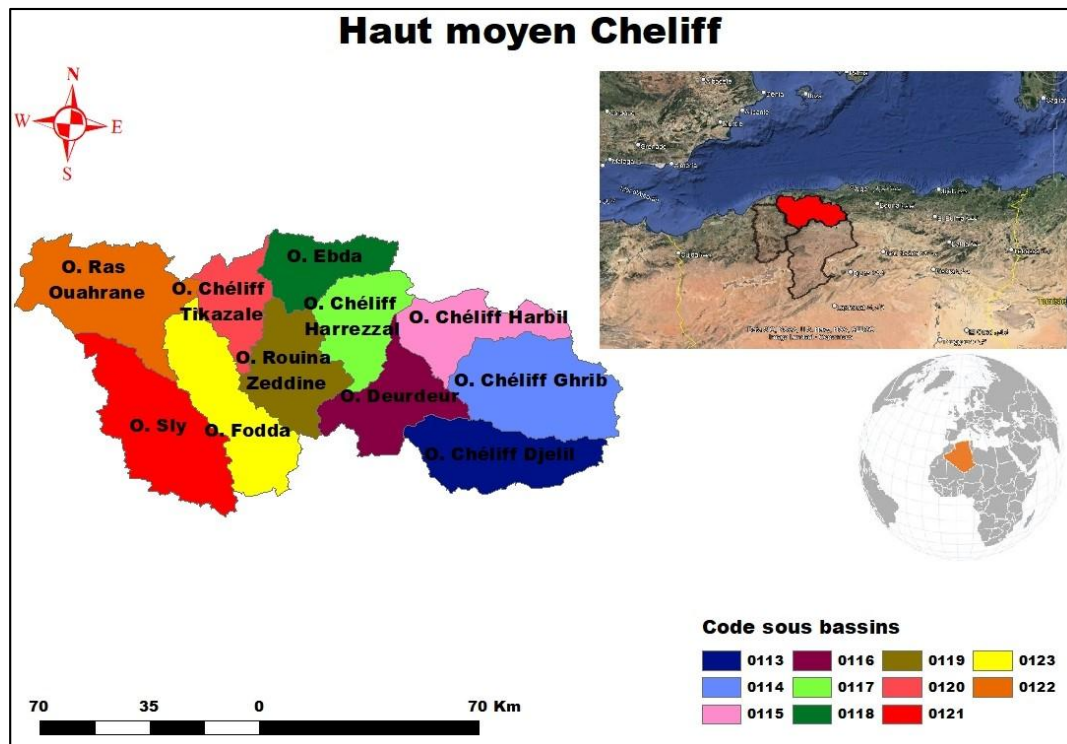 Haut moyen Cheliff
N
W E
S
O. Ras
Ouahrane
O. Chéliff
Tikazale
O. Ebda
O. Chéliff
Harrezzal
O. Chéliff Harbil
O. Rouina
Zeddine
O. Chéliff Ghrib
O. Deurdeur
O. Sly
O. Fodda
O. Chéliff Djelil
Code sous bassins
0113 0116 0119 0123
0114 0117 0120 0122
0115 0118 0121
70 35 0 70 Km